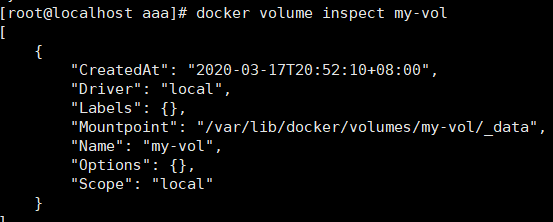 [root@localhost aaa]# docker volume inspect my-vol
[
    {
        "CreatedAt": "2020-03-17T20:52:10+08:00",
        "Driver": "local",
        "Labels": {},
        "Mountpoint": "/var/lib/docker/volumes/my-vol/_data",
        "Name": "my-vol",
        "Options": {},
        "Scope": "local"
    }
]